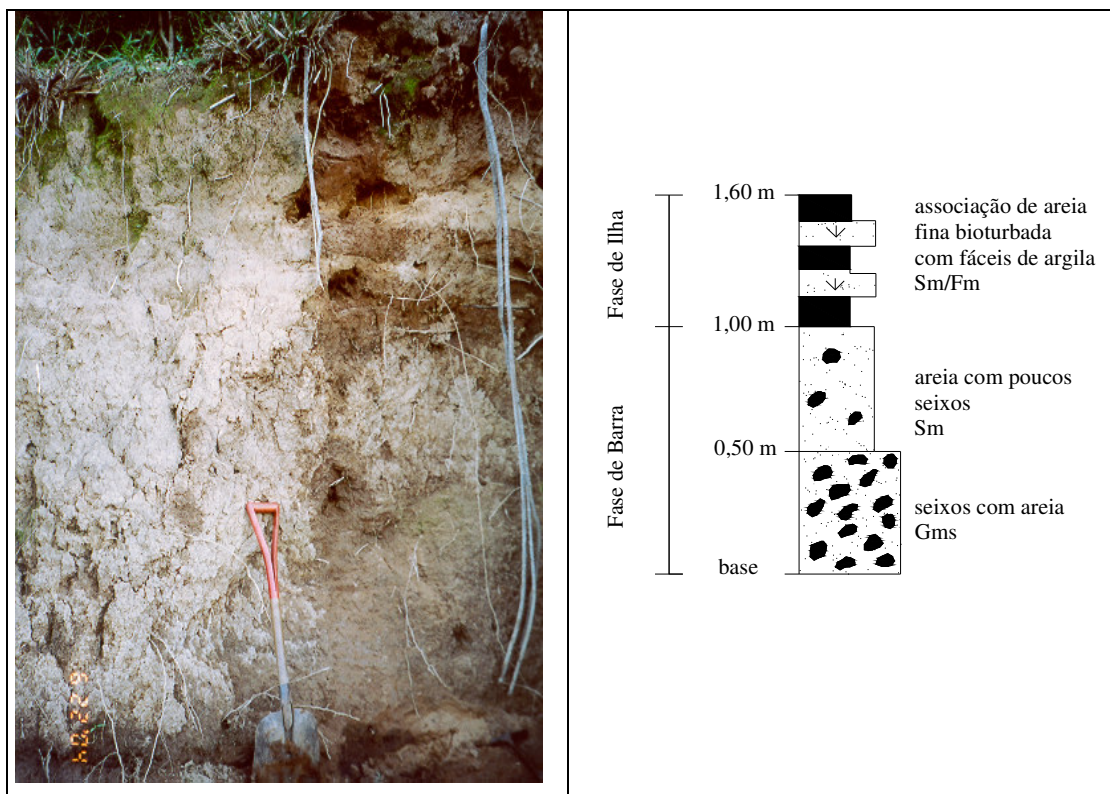 1,60 m
Fase de Ilha
associação de areia
fina bioturbada
com fáceis de argila
Sm/Fm
1,00 m
Fase de Barra
areia com poucos
seixos
Sm
0,50 m
seixos com areia
Gms
base